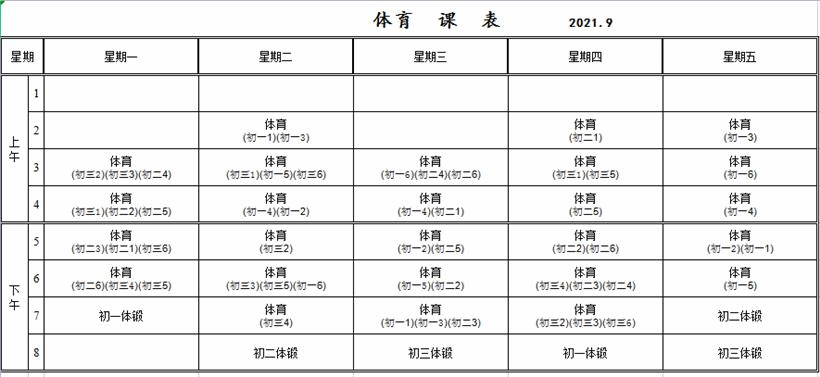 体育 课 表 2021.9
星期 星期一 星期二 星期三 星期四 星期五
上午
1
2 体育 体育 体育
(初一1)(初一3) (初二1) (初一3)
3 体育 体育 体育 体育 体育
(初三2)(初三3)(初二4) (初三1)(初一5)(初三6) (初一6)(初二4)(初二6) (初三1)(初三5) (初一6)
4 体育 体育 体育 体育 体育
(初三1)(初二2)(初二5) (初一4)(初一2) (初一4)(初二1) (初二5) (初一4)
下午
5 体育 体育 体育 体育 体育
(初二3)(初二1)(初三6) (初三2) (初一2)(初二5) (初二2)(初二6) (初一2)(初一1)
6 体育 体育 体育 体育 体育
(初二6)(初三4)(初三5) (初三3)(初三5)(初一6) (初一5)(初二2) (初三4)(初二3)(初二4) (初一5)
7 初一体锻 体育 体育 体育 初二体锻
(初三4) (初一1)(初一3)(初二3) (初三2)(初三3)(初三6)
8 初二体锻 初三体锻 初一体锻 初三体锻